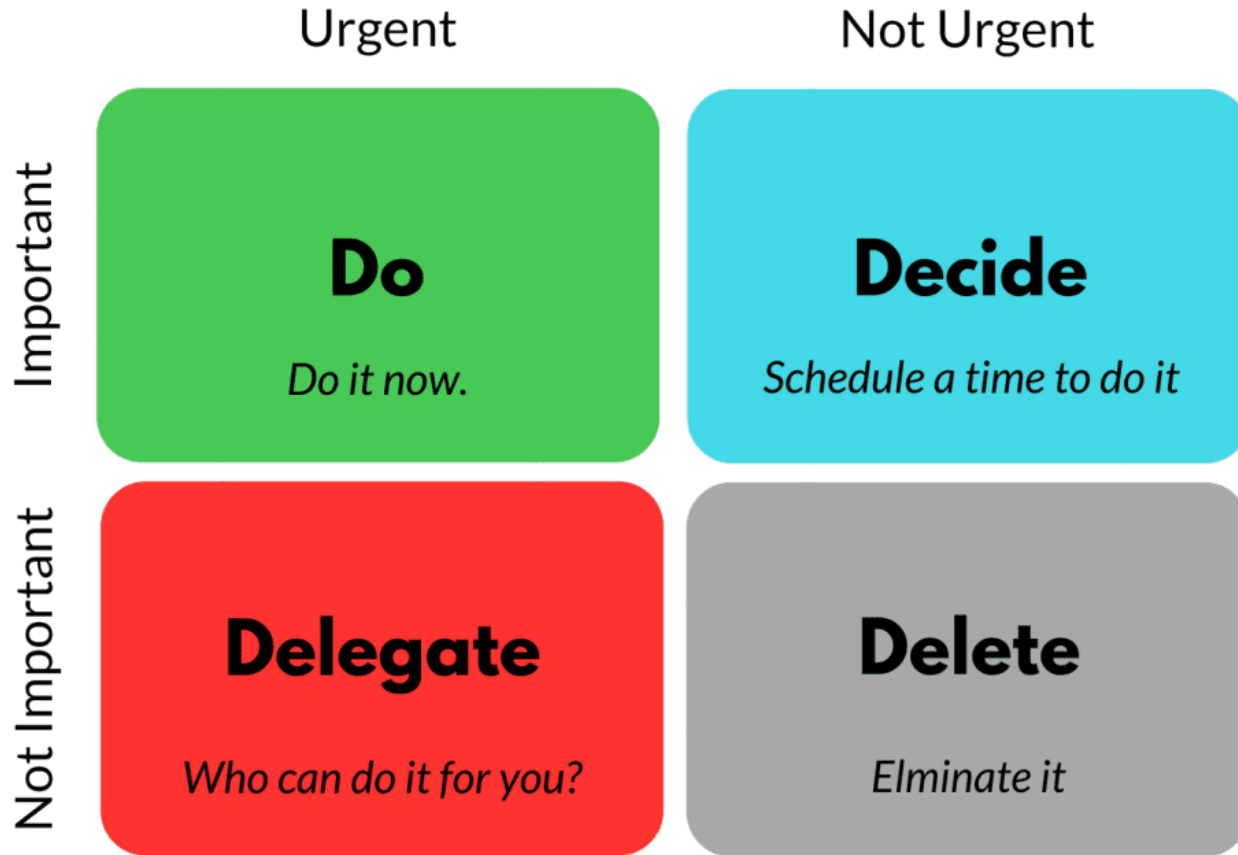 Urgent
Not Urgent
Important
Do
Do it now.
Decide
Schedule a time to do it
Not Important
Delegate
Who can do it for you?
Delete
Elminate it